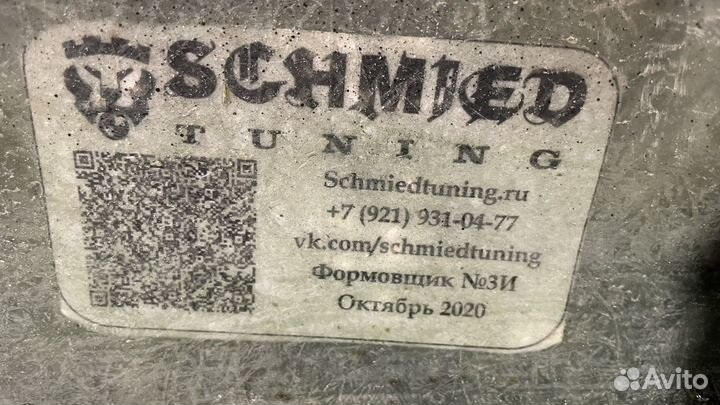 SCHMIED
TUNING
Schmiedtuning.ru
+7 (921) 931-04-77
vk.com/schmiedtuning
Формовщик №3И
Октябрь 2020
Avito